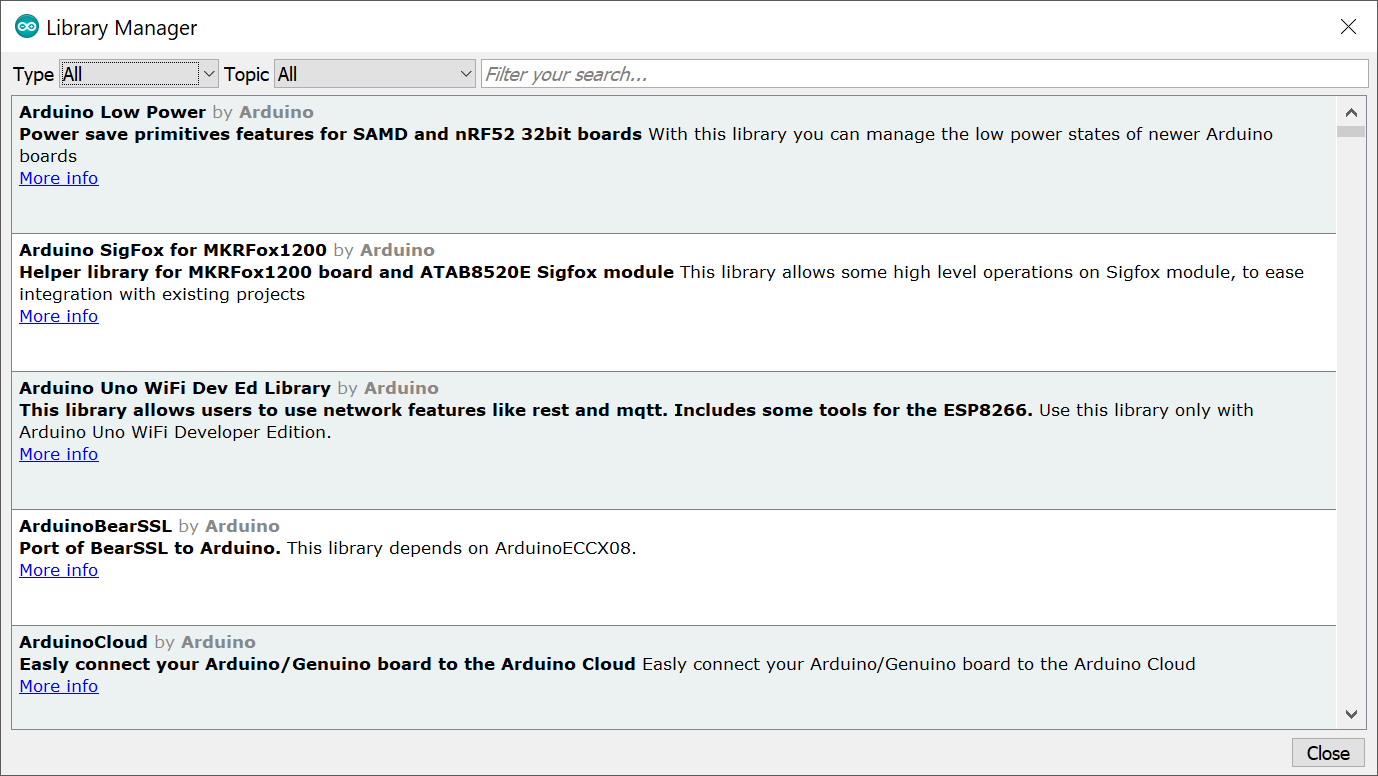 Library Manager
Type All Topic All Filter your search...
Arduino Low Power by Arduino
Power save primitives features for SAMD and nRF52 32bit boards With this library you can manage the low power states of newer Arduino
boards
More info
Arduino SigFox for MKRFox1200 by Arduino
Helper library for MKRFox1200 board and ATAB8520E Sigfox module This library allows some high level operations on Sigfox module, to ease
integration with existing projects
More info
Arduino Uno WiFi Dev Ed Library by Arduino
This library allows users to use network features like rest and mqtt. Includes some tools for the ESP8266. Use this library only with
Arduino Uno WiFi Developer Edition.
More info
ArduinoBearSSL by Arduino
Port of BearSSL to Arduino. This library depends on ArduinoECCX08.
More info
ArduinoCloud by Arduino
Easly connect your Arduino/Genuino board to the Arduino Cloud Easly connect your Arduino/Genuino board to the Arduino Cloud
More info
Close